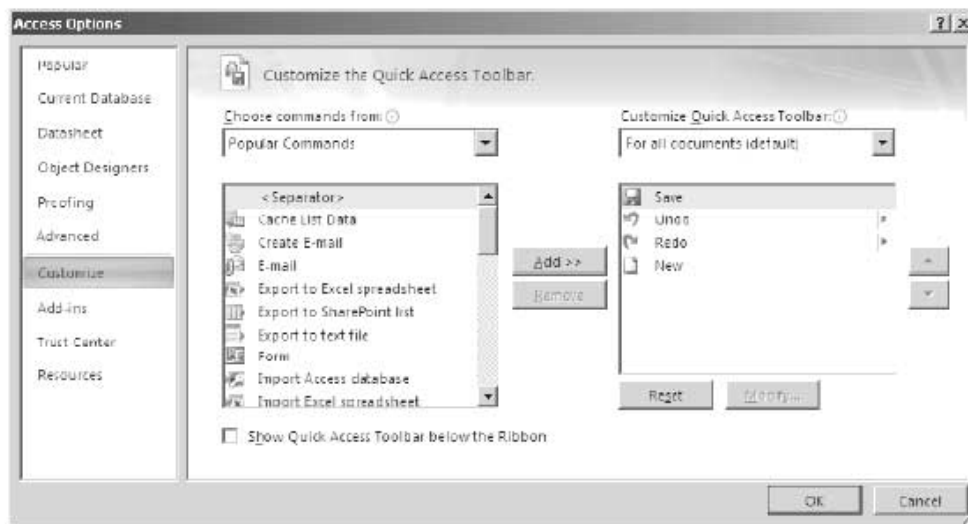 Access Options
Popular
Current Database
Datasheet
Object Designers
Proofing
Advanced
Customize
Add-ins
Trust Center
Resources
Customize the Quick Access Toolbar.
Choose commands from:
Popular Commands
<Separator>
Cache List Data
Create E-mail
E-mail
Export to Excel spreadsheet
Export to SharePoint list
Export to text file
Form
Import Access database
Import Excel spreadsheet
Add >>
Remove
Customize Quick Access Toolbar:
For all documents (default)
Save
Undo
Redo
New
Reset
Modify...
Show Quick Access Toolbar below the Ribbon
OK
Cancel